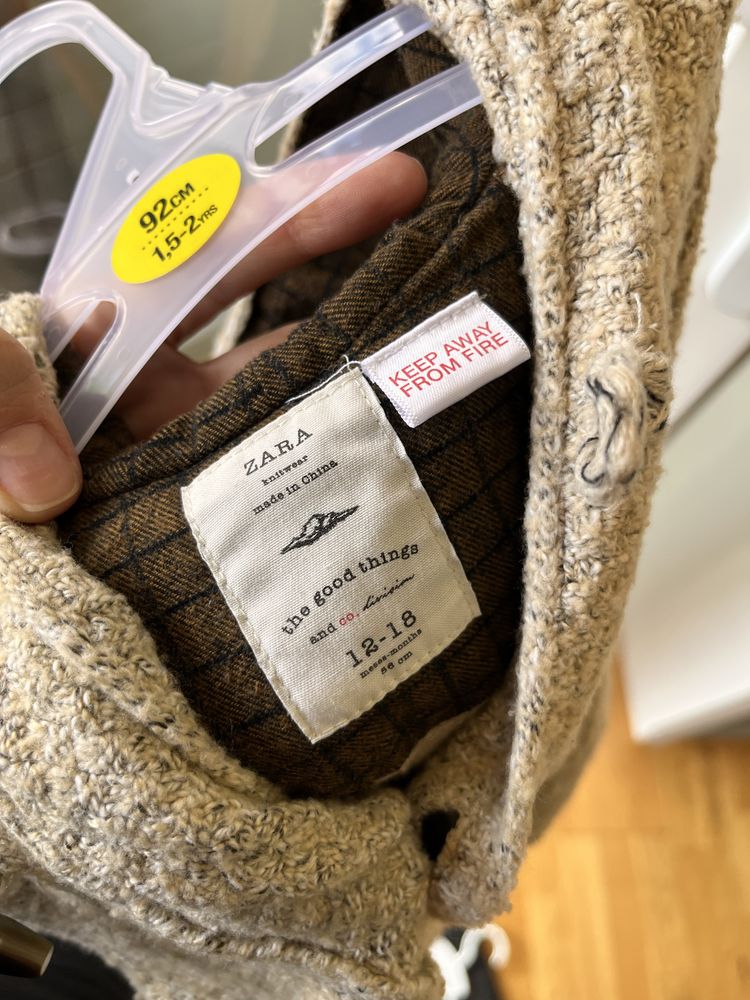 92CM
1,5-2YRS
KEEP AWAY
FROM FIRE
ZARA
knitwear
made in China
the good things
and co. division
12-18
meses-months
86 cm